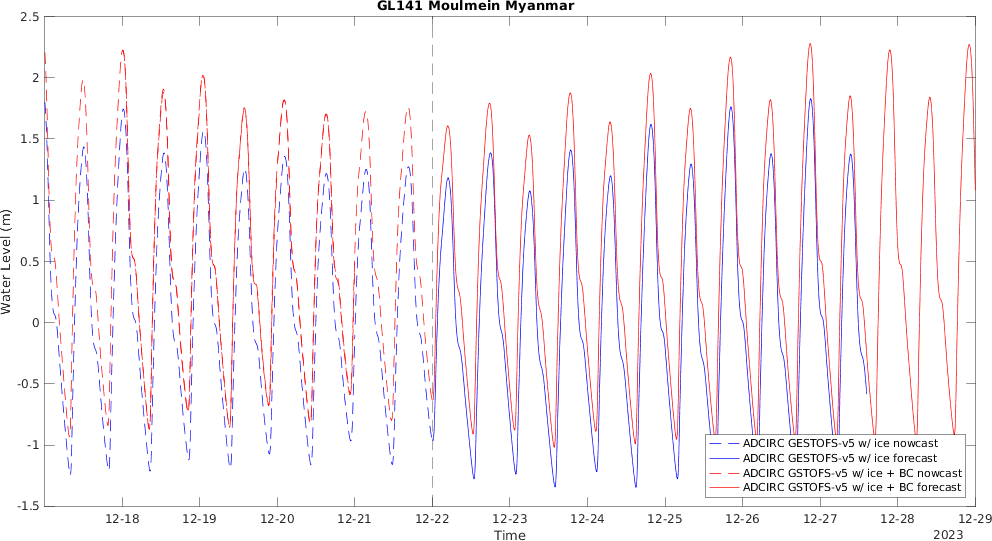 GL141 Moulmein Myanmar
2.5
2
1.5
1
0.5
0
-0.5
-1
-1.5
Water Level (m)
12-18 12-19 12-20 12-21 12-22 12-23 12-24 12-25 12-26 12-27 12-28 12-29
Time
2023
ADCIRC GESTOFS-v5 w/ ice nowcast
ADCIRC GESTOFS-v5 w/ ice forecast
ADCIRC GSTOFS-v5 w/ ice + BC nowcast
ADCIRC GSTOFS-v5 w/ ice + BC forecast